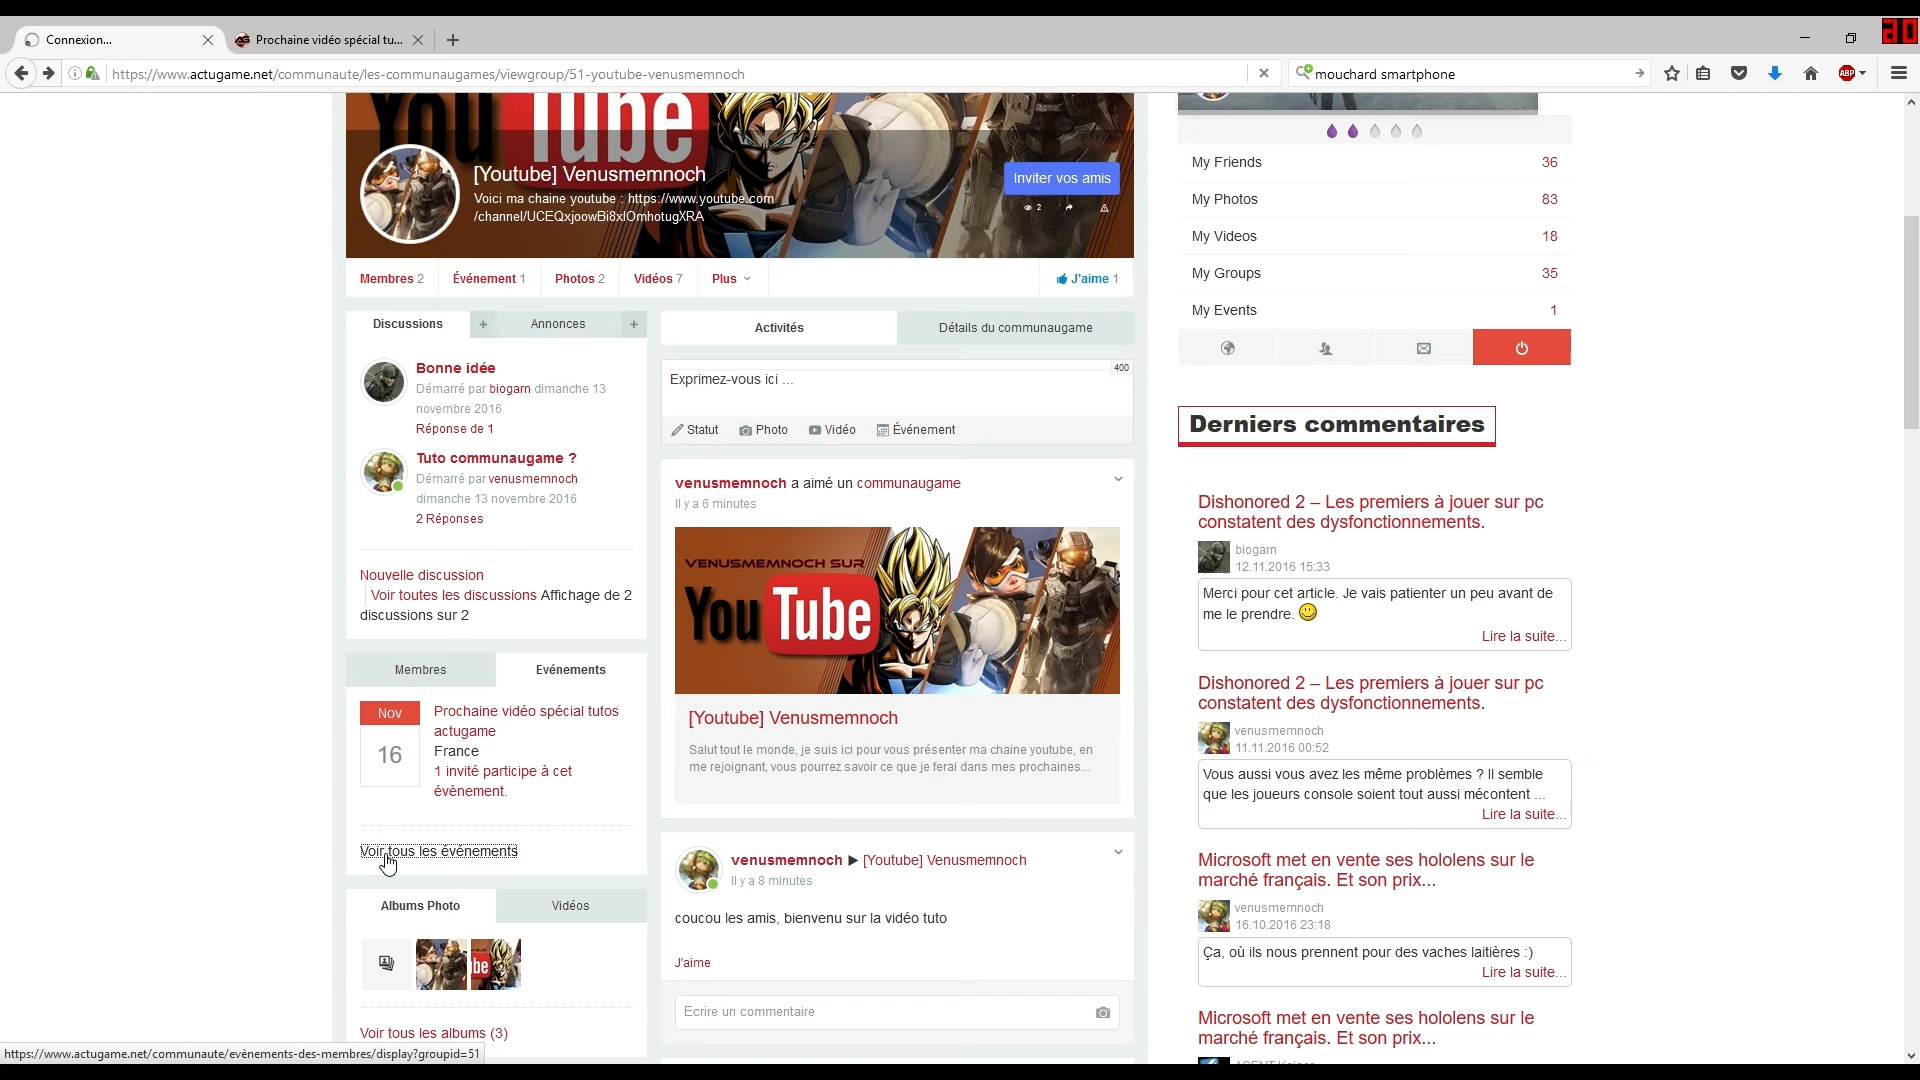 Connexion...
Prochaine vidéo spécial tu...
https://www.actugame.net/communaute/les-communaugames/viewgroup/51-youtube-venusmemnoch
mouchard smartphone
ABP
You Tube
[Youtube] Venusmemnoch
Voici ma chaine youtube : https://www.youtube.com
/channel/UCEQxjoowBi8xlOmhotugXRA
Inviter vos amis
2
Membres 2
Événement 1
Photos 2
Vidéos 7
Plus
J'aime 1
Discussions
+
Annonces
+
Bonne idée
Démarré par biogarn dimanche 13
novembre 2016
Réponse de 1
Tuto communaugame ?
Démarré par venusmemnoch
dimanche 13 novembre 2016
2 Réponses
Nouvelle discussion
Voir toutes les discussions Affichage de 2
discussions sur 2
Membres
Evénements
Nov
16
Prochaine vidéo spécial tutos
actugame
France
1 invité participe à cet
évènement.
Voir tous les événements
Albums Photo
Vidéos
be
Voir tous les albums (3)
https://www.actugame.net/communaute/evènements-des-membres/display?groupid=51
Activités
Détails du communaugame
Exprimez-vous ici ...
400
Statut
Photo
Vidéo
Événement
venusmemnoch a aimé un communaugame
Il y a 6 minutes
VENUSMEMNOCH SUR
You Tube
[Youtube] Venusmemnoch
Salut tout le monde, je suis ici pour vous présenter ma chaine youtube, en
me rejoignant, vous pourrez savoir ce que je ferai dans mes prochaines...
venusmemnoch ▶ [Youtube] Venusmemnoch
Il y a 8 minutes
coucou les amis, bienvenu sur la vidéo tuto
J'aime
Ecrire un commentaire
My Friends 36
My Photos 83
My Videos 18
My Groups 35
My Events 1
Derniers commentaires
Dishonored 2 – Les premiers à jouer sur pc
constatent des dysfonctionnements.
biogarn
12.11.2016 15:33
Merci pour cet article. Je vais patienter un peu avant de
me le prendre.
Lire la suite...
Dishonored 2 – Les premiers à jouer sur pc
constatent des dysfonctionnements.
venusmemnoch
11.11.2016 00:52
Vous aussi vous avez les même problèmes ? Il semble
que les joueurs console soient tout aussi mécontent ...
Lire la suite...
Microsoft met en vente ses hololens sur le
marché français. Et son prix...
venusmemnoch
16.10.2016 23:18
Ça, où ils nous prennent pour des vaches laitières :)
Lire la suite...
Microsoft met en vente ses hololens sur le
marché français. Et son prix...